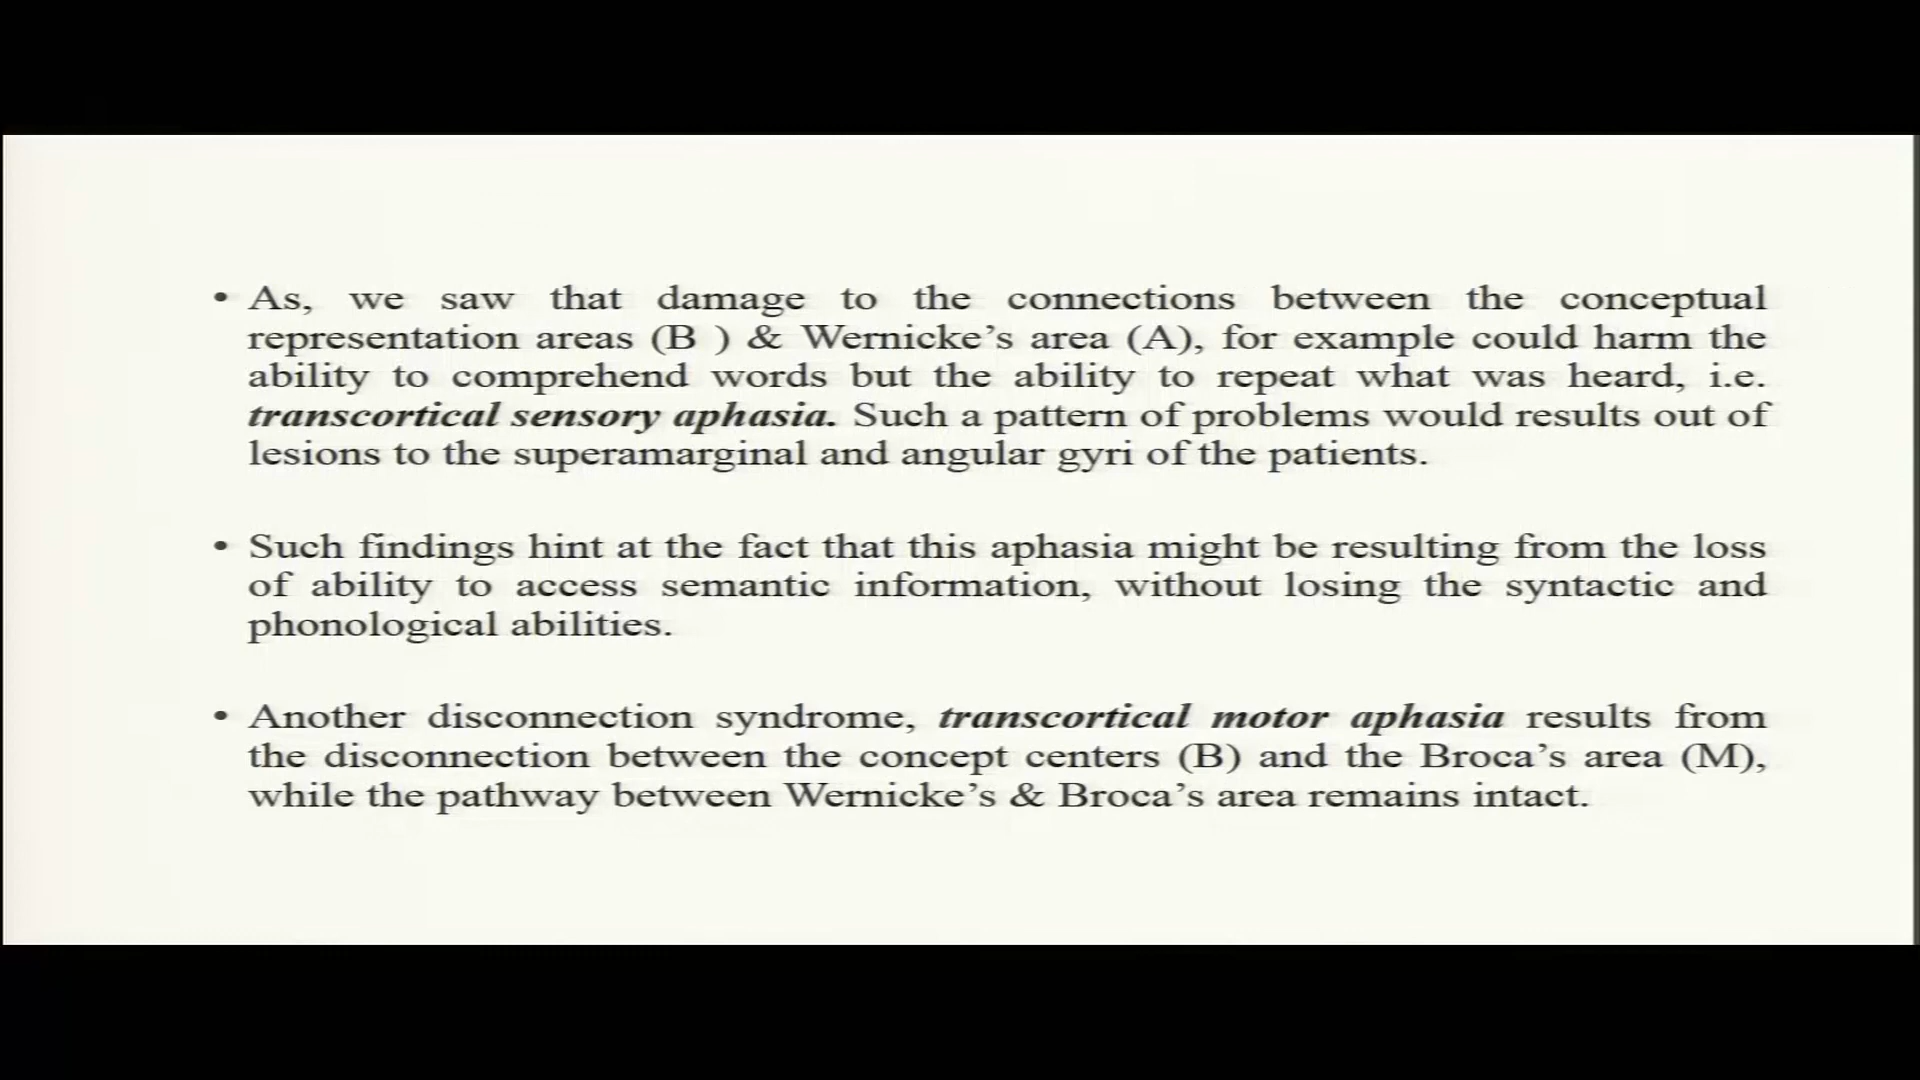 • As, we saw that damage to the connections between the conceptual
representation areas (B ) & Wernicke's area (A), for example could harm the
ability to comprehend words but the ability to repeat what was heard, i.e.
transcortical sensory aphasia. Such a pattern of problems would results out of
lesions to the superamarginal and angular gyri of the patients.
• Such findings hint at the fact that this aphasia might be resulting from the loss
of ability to access semantic information, without losing the syntactic and
phonological abilities.
• Another disconnection syndrome, transcortical motor aphasia results from
the disconnection between the concept centers (B) and the Broca's area (M),
while the pathway between Wernicke's & Broca's area remains intact.